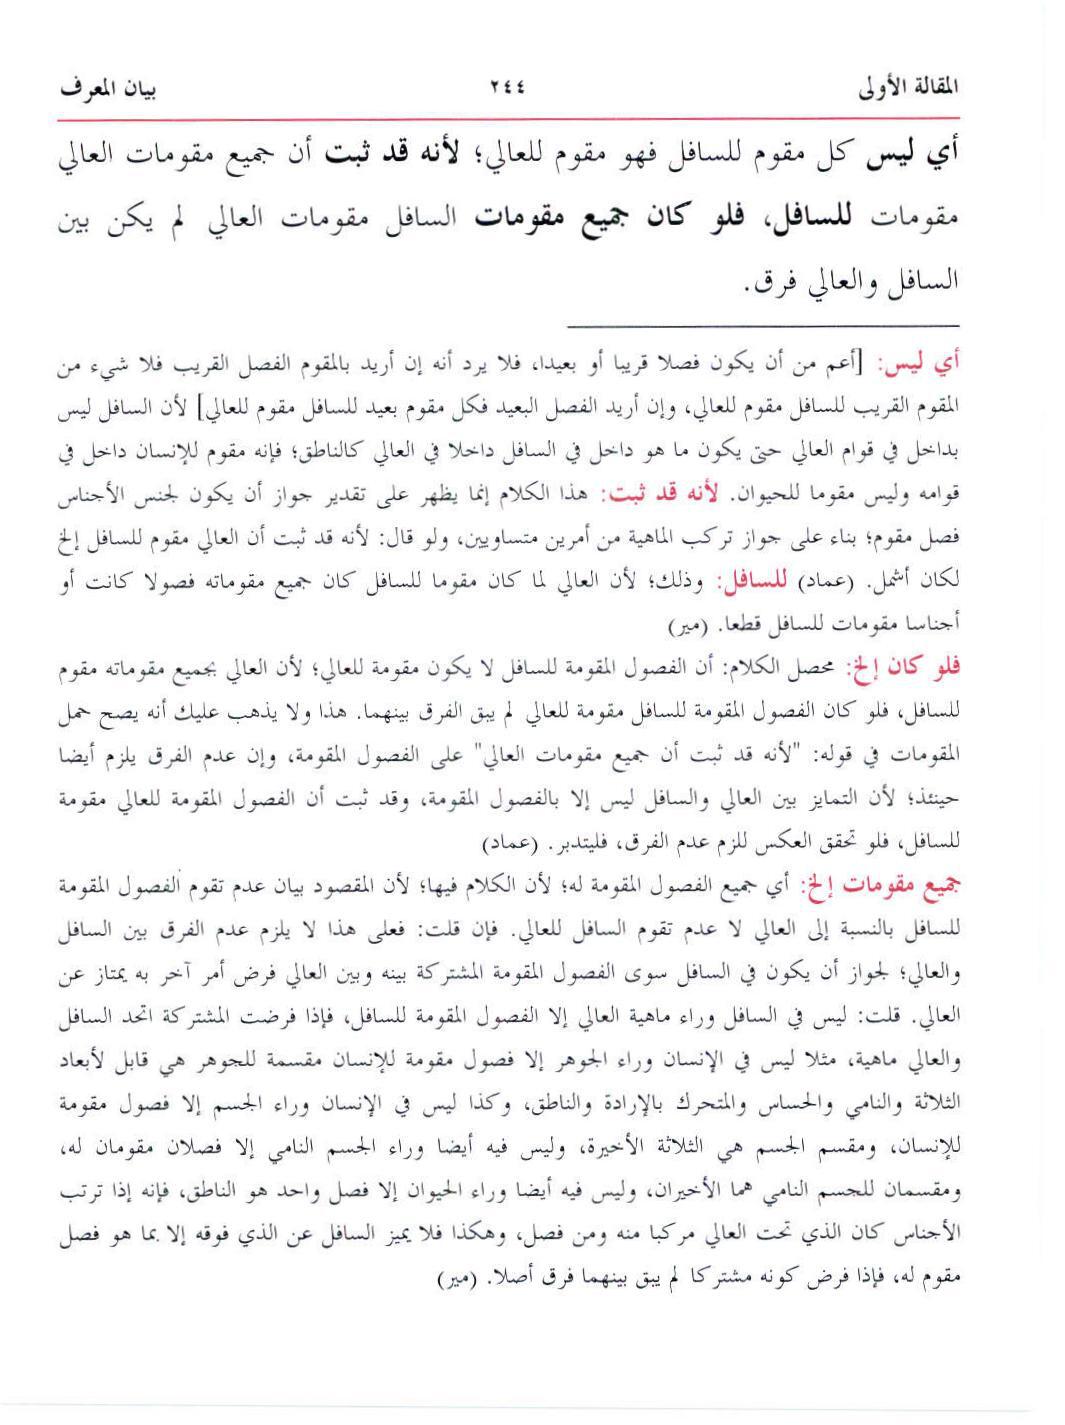 المقالة الأولى ٢٤٤ بيان المعرف
أي ليس كل مقوم للسافل فهو مقوم للعالي؛ لأنه قد ثبت أن جميع مقومات العالي
مقومات للسافل، فلو كان جميع مقومات السافل مقومات العالي لم يكن بين
السافل والعالي فرق.
أي ليس: [أعم من أن يكون فصلا قريبا أو بعيدا، فلا يرد أنه إن أريد بالمقوم الفصل القريب فلا شيء من
المقوم القريب للسافل مقوم للعالي، وإن أريد الفصل البعيد فكل مقوم بعيد للسافل مقوم للعالي] لأن السافل ليس
بداخل في قوام العالي حتى يكون ما هو داخل في السافل داخلا في العالي كالناطق؛ فإنه مقوم للإنسان داخل في
قوامه وليس مقوما للحيوان. لأنه قد ثبت: هذا الكلام إنما يظهر على تقدير جواز أن يكون لجنس الأجناس
فصل مقوم؛ بناء على جواز تركب الماهية من أمرين متساويين، ولو قال: لأنه قد ثبت أن العالي مقوم للسافل إلخ
لكان أشمل. (عماد) للسافل: وذلك؛ لأن العالي لما كان مقوما للسافل كان جميع مقوماته فصولا كانت أو
أجناسا مقومات للسافل قطعا. (مير)
فلو كان إلخ: محصل الكلام: أن الفصول المقومة للسافل لا يكون مقومة للعالي؛ لأن العالي بجميع مقوماته مقوم
للسافل، فلو كان الفصول المقومة للسافل مقومة للعالي لم يبق الفرق بينهما. هذا ولا يذهب عليك أنه يصح حمل
المقومات في قوله: "لأنه قد ثبت أن جميع مقومات العالي" على الفصول المقومة، وإن عدم الفرق يلزم أيضا
حينئذ؛ لأن التمايز بين العالي والسافل ليس إلا بالفصول المقومة، وقد ثبت أن الفصول المقومة للعالي مقومة
للسافل، فلو تحقق العكس للزم عدم الفرق، فليتدبر. (عماد)
جميع مقومات إلخ: أي جميع الفصول المقومة له؛ لأن الكلام فيها؛ لأن المقصود بيان عدم تقوم الفصول المقومة
للسافل بالنسبة إلى العالي لا عدم تقوم السافل للعالي. فإن قلت: فعلى هذا لا يلزم عدم الفرق بين السافل
والعالي؛ لجواز أن يكون في السافل سوى الفصول المقومة المشتركة بينه وبين العالي فرض أمر آخر به يمتاز عن
العالي. قلت: ليس في السافل وراء ماهية العالي إلا الفصول المقومة للسافل، فإذا فرضت المشتركة اتحد السافل
والعالي ماهية، مثلا ليس في الإنسان وراء الجوهر إلا فصول مقومة للإنسان مقسمة للجوهر هي قابل لأبعاد
الثلاثة والنامي والحساس والمتحرك بالإرادة والناطق، وكذا ليس في الإنسان وراء الجسم إلا فصول مقومة
للإنسان، ومقسم الجسم هي الثلاثة الأخيرة، وليس فيه أيضا وراء الجسم النامي إلا فصلان مقومان له،
ومقسمان للجسم النامي هما الأخيران، وليس فيه أيضا وراء الحيوان إلا فصل واحد هو الناطق، فإنه إذا ترتب
الأجناس كان الذي تحت العالي مركبا منه ومن فصل، وهكذا فلا يميز السافل عن الذي فوقه إلا بما هو فصل
مقوم له، فإذا فرض كونه مشتركا لم يبق بينهما فرق أصلا. (مير)